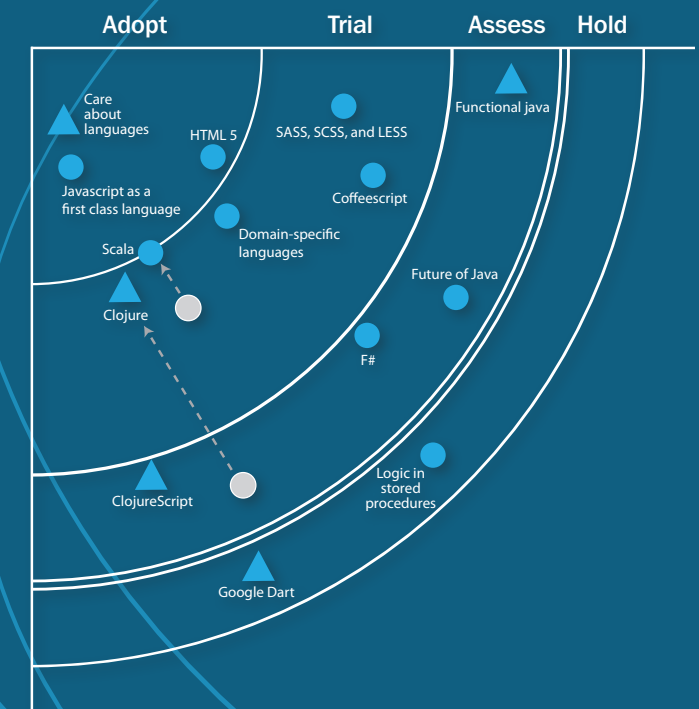 Adopt
Trial
Assess
Hold
Care
about
languages
HTML 5
SASS, SCSS, and LESS
Functional java
Javascript as a
first class language
Coffeescript
Scala
Domain-specific
languages
Future of Java
Clojure
F#
ClojureScript
Logic in
stored
procedures
Google Dart